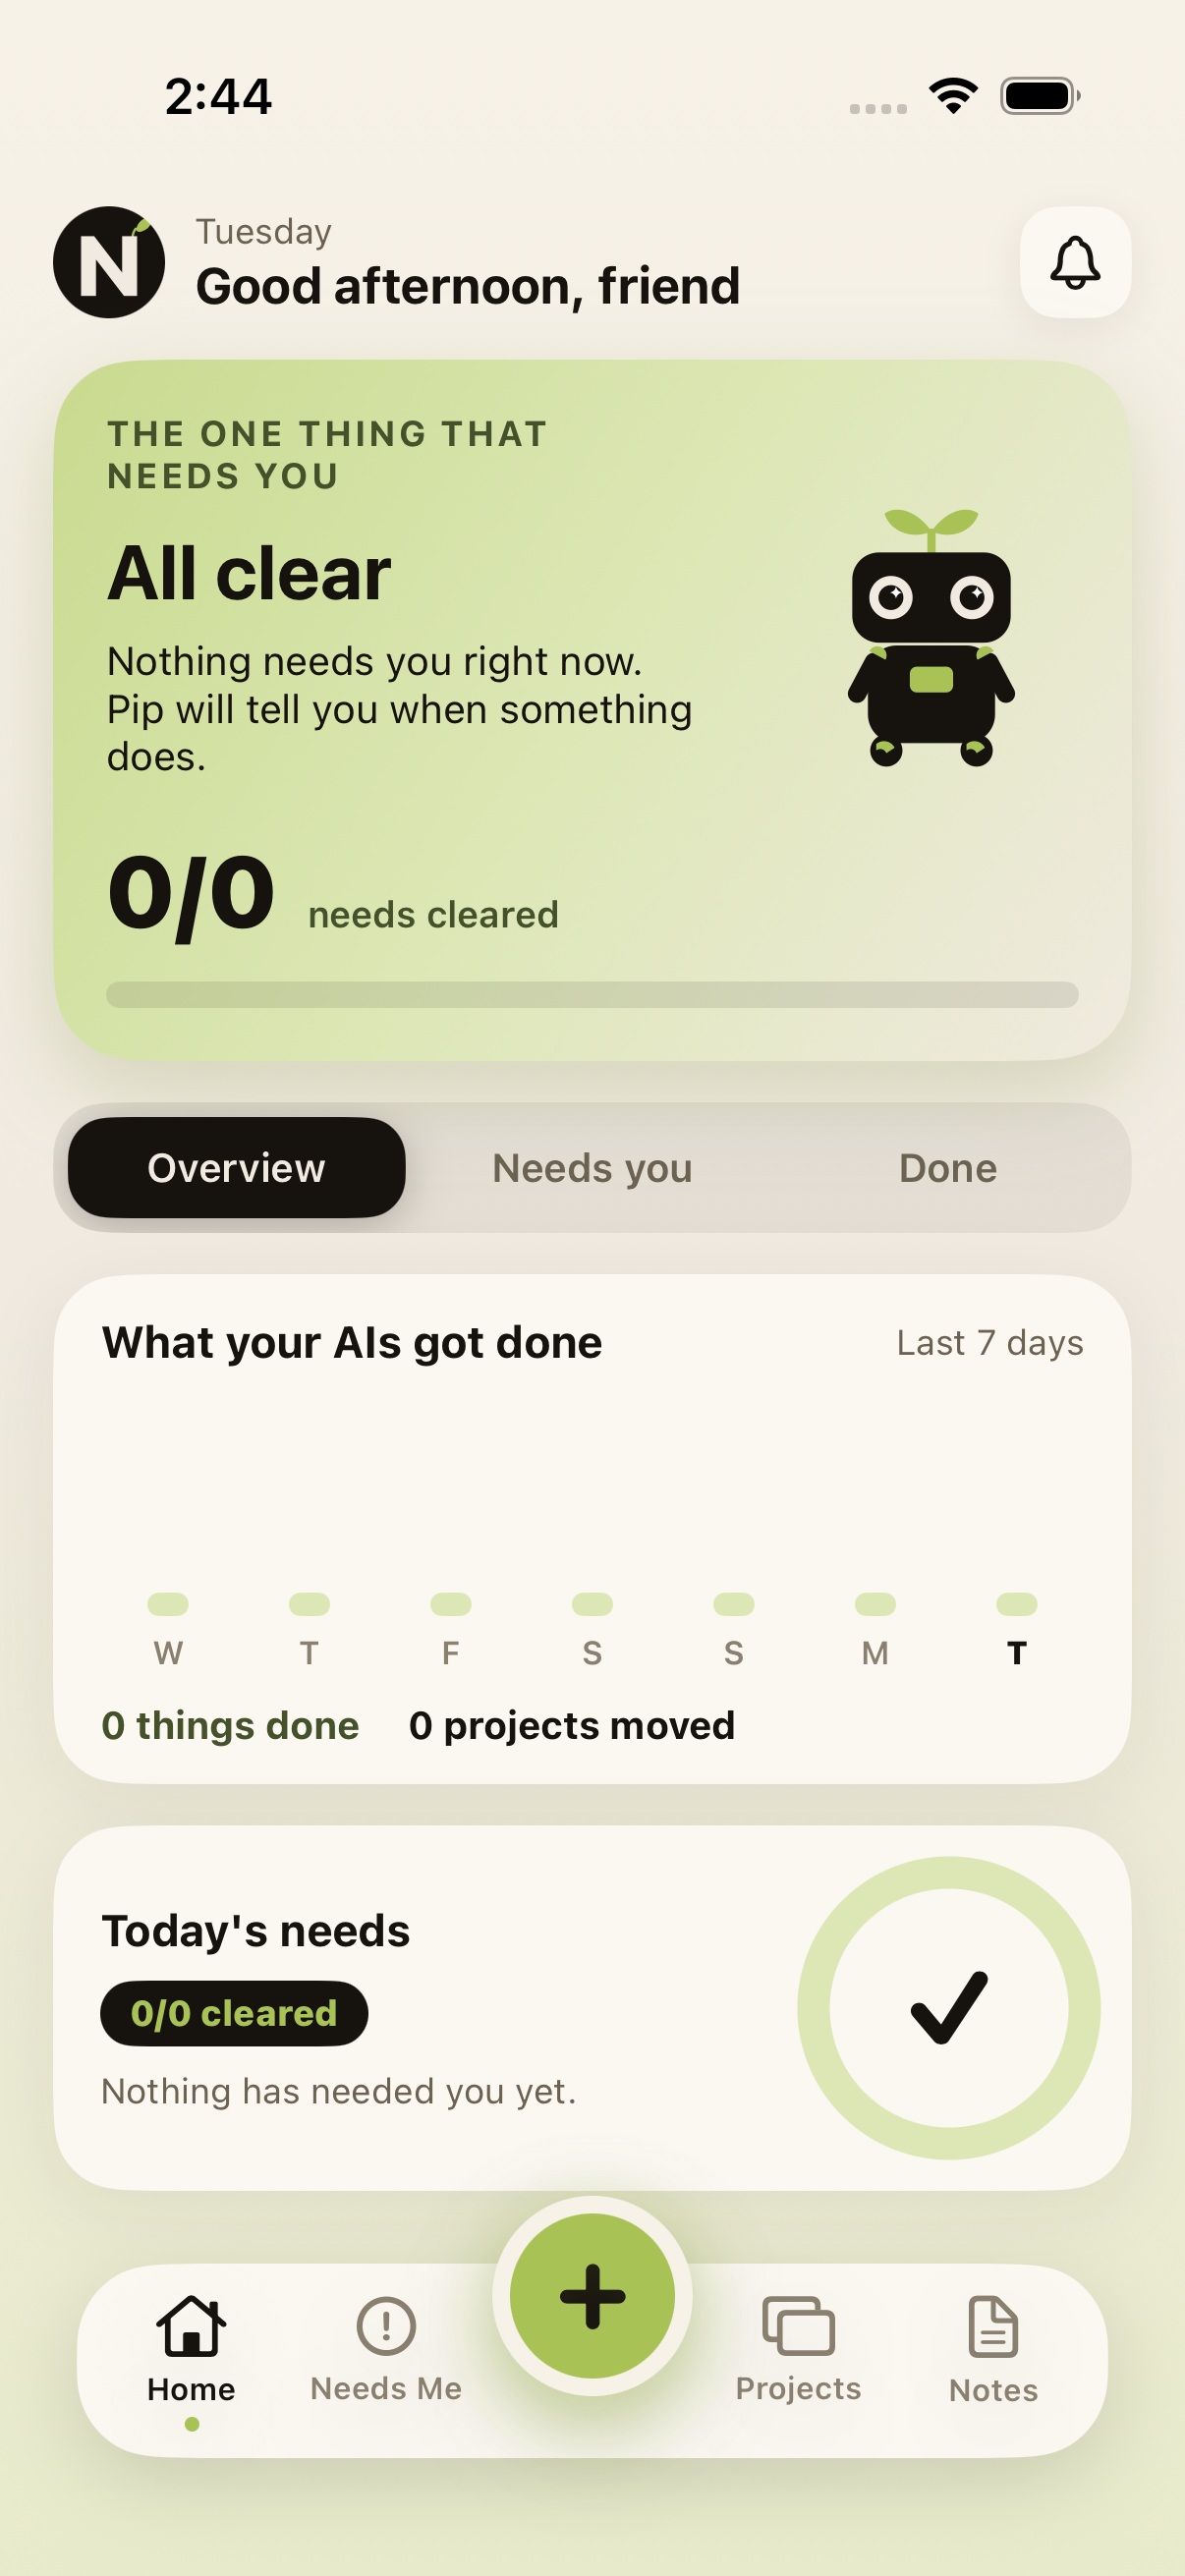 2:44
N
Tuesday
Good afternoon, friend
THE ONE THING THAT
NEEDS YOU
All clear
Nothing needs you right now.
Pip will tell you when something
does.
0/0 needs cleared
Overview Needs you Done
What your AIs got done Last 7 days
W T F S S M T
0 things done 0 projects moved
Today's needs
0/0 cleared
Nothing has needed you yet.
Home Needs Me Projects Notes